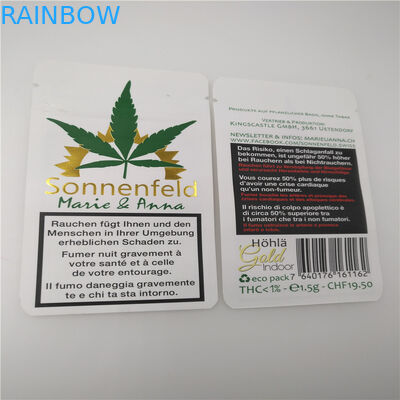 RAINBOW
Sonnenfeld
Marie & Anna
Rauchen fügt Ihnen und den
Menschen in Ihrer Umgebung
erheblichen Schaden zu.
Fumer nuit gravement à
votre santé et à celle
de votre entourage.
Il fumo danneggia gravemente
te e chi ta sta intorno.
Produkte auf pflanzlicher Basis, ohne Tabak
Vertrieb & Produktion:
Kingscastle GmbH, 3661 Uetendorf
Newsletter & Infos: marieuanna.ch
www.facebook.com/sonnenfeld.swiss
Das Risiko, einen Schlaganfall zu
bekommen, ist ungefähr 50% höher
bei Rauchern als bei Nichtrauchern.
Vous courez 50% plus de risques
d'avoir une crise cardiaque
qu'un non-fumeur.
Il rischio di colpo apoplettico è
di circa 50% superiore tra
i fumatori che tra i non fumatori.
Höhlä
Gold
Indoor
eco pack
7 640176 161162
THC<1% - e1.5g - CHF19.50